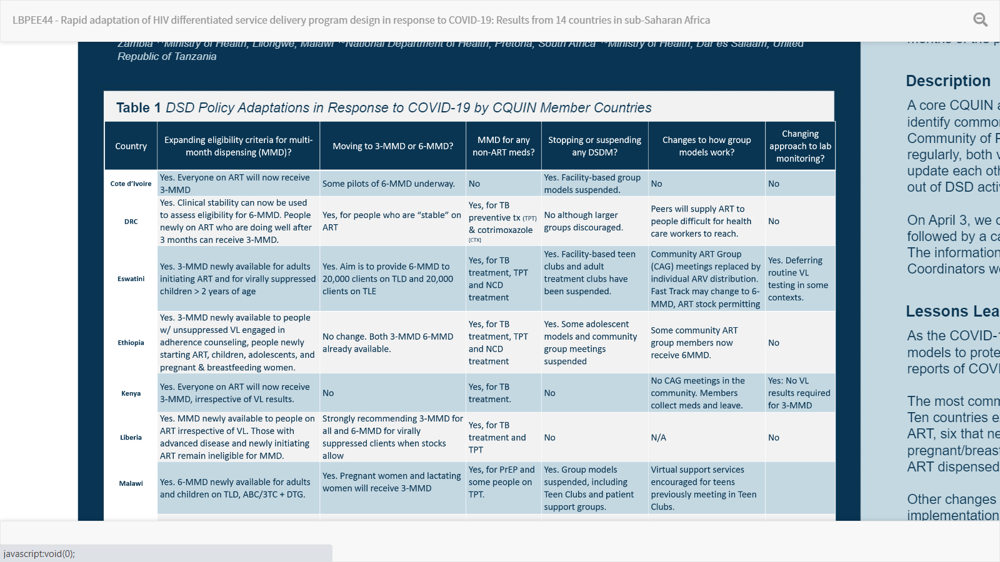 LBPEE44 - Rapid adaptation of HIV differentiated service delivery program design in response to COVID-19: Results from 14 countries in sub-Saharan Africa
Zambia Ministry of Health, Lilongwe, Malawi National Department of Health, Pretoria, South Africa Ministry of Health, Dar es Salaam, United
Republic of Tanzania
Table 1 DSD Policy Adaptations in Response to COVID-19 by CQUIN Member Countries
Country
Expanding eligibility criteria for multi-
month dispensing (MMD)?
Moving to 3-MMD or 6-MMD?
MMD for any
non-ART meds?
Stopping or suspending
any DSDM?
Changes to how group
models work?
Changing
approach to lab
monitoring?
Cote d’Ivoire
Yes. Everyone on ART will now receive
3-MMD
Some pilots of 6-MMD underway.
No
Yes. Facility-based group
models suspended.
No
No
DRC
Yes. Clinical stability can now be used
to assess eligibility for 6-MMD. People
newly on ART who are doing well after
3 months can receive 3-MMD.
Yes, for people who are “stable” on
ART
Yes, for TB
preventive tx (TPT)
& cotrimoxazole
(CTX)
No although larger
groups discouraged.
Peers will supply ART to
people difficult for health
care workers to reach.
No
Eswatini
Yes. 3-MMD newly available for adults
initiating ART and for virally suppressed
children > 2 years of age
Yes. Aim is to provide 6-MMD to
20,000 clients on TLD and 20,000
clients on TLE
Yes, for TB
treatment, TPT
and NCD
treatment
Yes. Facility-based teen
clubs and adult
treatment clubs have
been suspended.
Community ART Group
(CAG) meetings replaced by
individual ARV distribution.
Fast Track may change to 6-
MMD, ART stock permitting
Yes. Deferring
routine VL
testing in some
contexts.
Ethiopia
Yes. 3-MMD newly available to people
w/ unsuppressed VL engaged in
adherence counseling, people newly
starting ART, children, adolescents, and
pregnant & breastfeeding women.
No change. Both 3-MMD 6-MMD
already available.
Yes, for TB
treatment, TPT
and NCD
treatment
Yes. Some adolescent
models and community
group meetings
suspended
Some community ART
group members now
receive 6MMD.
No
Kenya
Yes. Everyone on ART will now receive
3-MMD, irrespective of VL results.
No
Yes, for TB
treatment.
No
No CAG meetings in the
community. Members
collect meds and leave.
Yes: No VL
results required
for 3-MMD
Liberia
Yes. MMD newly available to people on
ART irrespective of VL. Those with
advanced disease and newly initiating
ART remain ineligible for MMD.
Strongly recommending 3-MMD for
all and 6-MMD for virally
suppressed clients when stocks
allow
Yes, for TB
treatment and
TPT
No
N/A
No
Malawi
Yes. 6-MMD newly available for adults
and children on TLD, ABC/3TC + DTG.
Yes. Pregnant women and lactating
women will receive 3-MMD
Yes, for PrEP and
some people on
TPT.
Yes. Group models
suspended, including
Teen Clubs and patient
support groups.
Virtual support services
encouraged for teens
previously meeting in Teen
Clubs.
months of the p
Description
A core CQUIN a
identify commo
Community of P
regularly, both v
update each oth
out of DSD activ
On April 3, we c
followed by a ca
The information
Coordinators we
Lessons Lea
As the COVID-1
models to prote
reports of COVI
The most comm
Ten countries e
ART, six that ne
pregnant/breast
ART dispensed
Other changes
implementation
javascript:void(0);